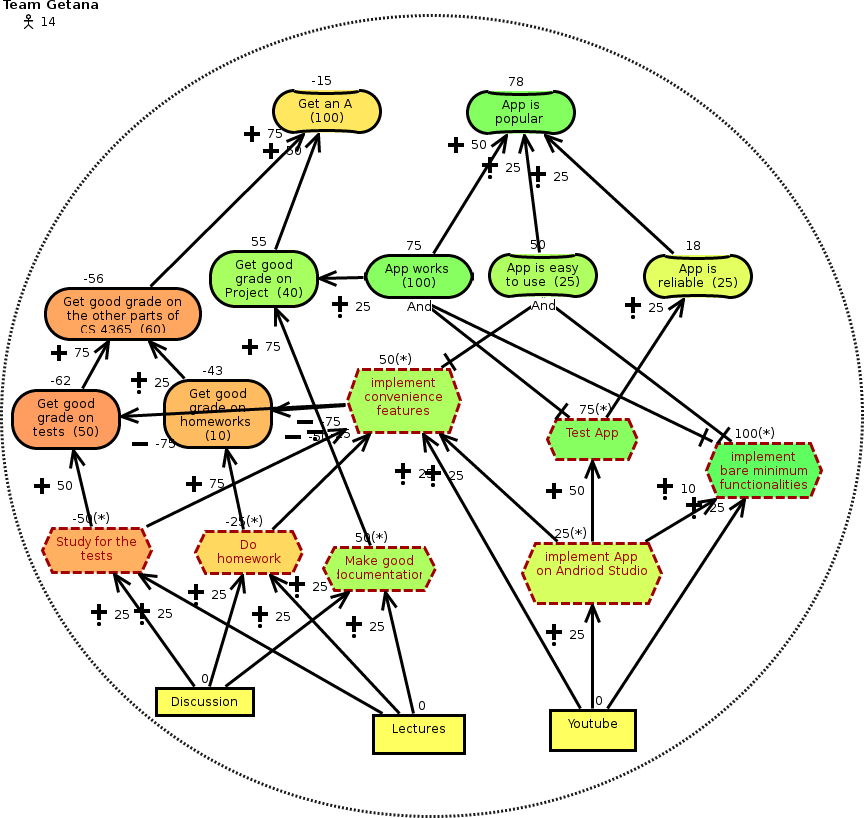 Team Getana
14
-15
Get an A
(100)
78
App is
popular
75
50
50
25
25
-56
Get good grade on
the other parts of
CS 4365 (60)
55
Get good
grade on
Project (40)
75
App works
(100)
And
50
App is easy
to use (25)
And
18
App is
reliable (25)
25
25
75
25
75
-62
Get good
grade on
tests (50)
-43
Get good
grade on
homeworks
(10)
50(*)
implement
convenience
features
75(*)
Test App
100(*)
implement
bare minimum
functionalities
-75
-75
50
75
25
25
50
10
25
-50(*)
Study for the
tests
-25(*)
Do
homework
50(*)
Make good
documentation
25(*)
implement App
on Andriod Studio
25
25
25
25
25
25
25
0
Discussion
0
Lectures
0
Youtube